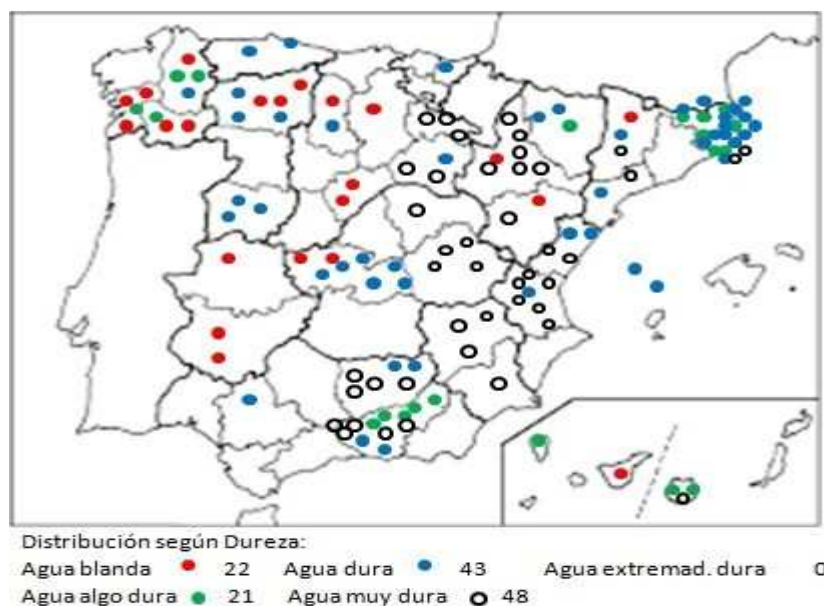 Distribución según Dureza:
Agua blanda 22 Agua dura 43 Agua extremad. dura 0
Agua algo dura 21 Agua muy dura 48